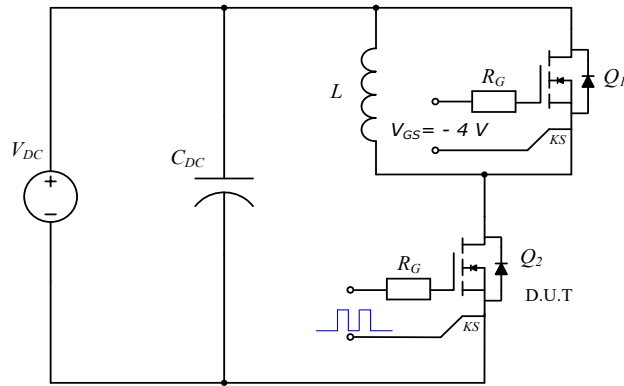 R_G
Q_1
L
V_GS = - 4 V
KS
V_DC
C_DC
+
−
R_G
Q_2
D.U.T
KS